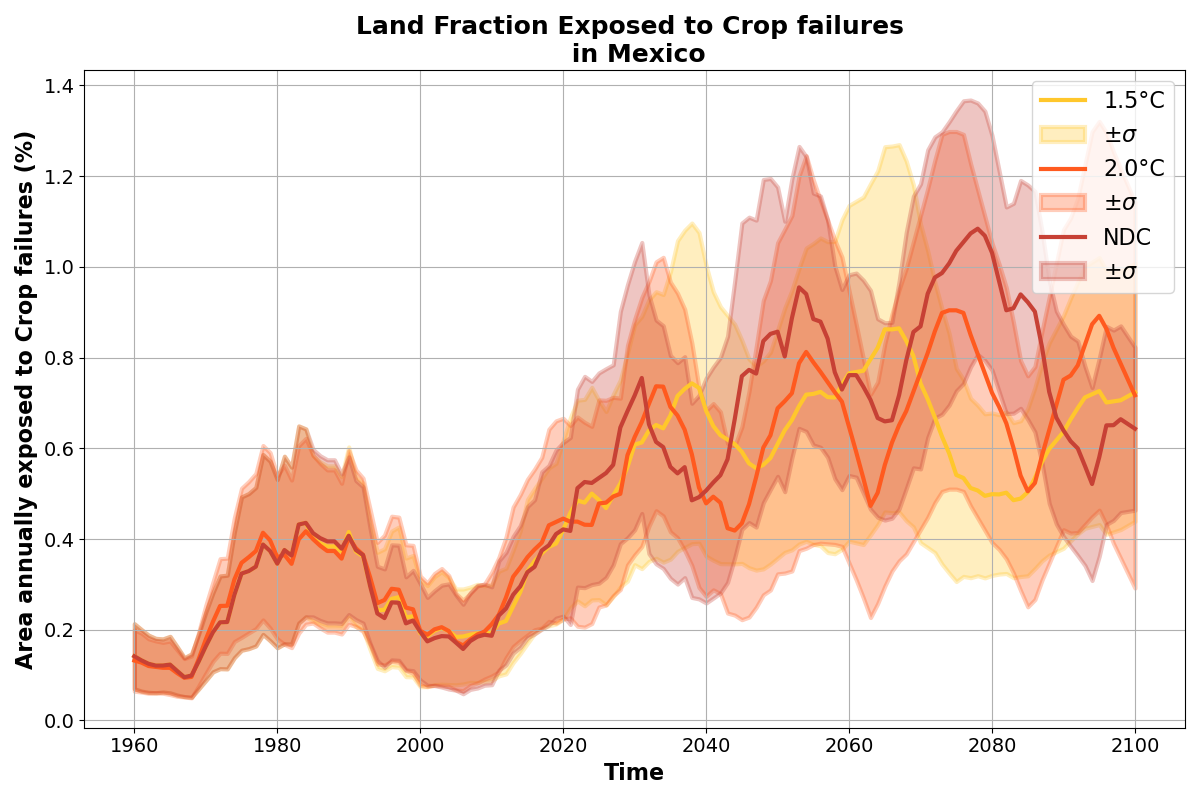 Land Fraction Exposed to Crop failures
in Mexico
Area annually exposed to Crop failures (%)
1.4
1.2
1.0
0.8
0.6
0.4
0.2
0.0
1960 1980 2000 2020 2040 2060 2080 2100
Time
1.5°C
±σ
2.0°C
±σ
NDC
±σ